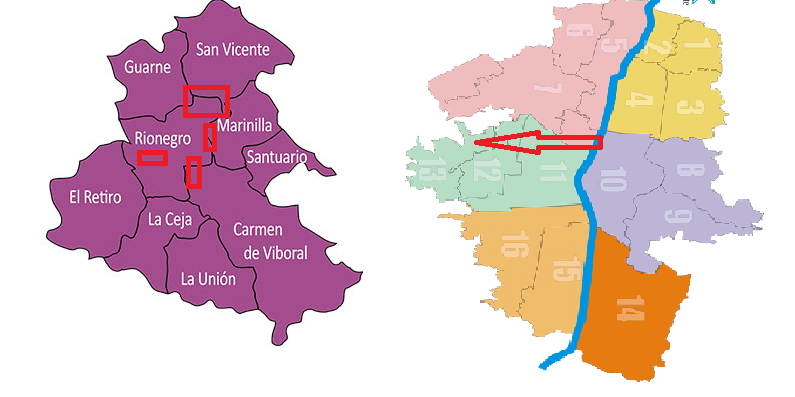 San Vicente
Guarne
Marinilla
Rionegro
Santuario
El Retiro
La Ceja
Carmen
de Viboral
La Unión
1
2
3
4
5
6
7
8
9
10
11
12
13
14
15
16